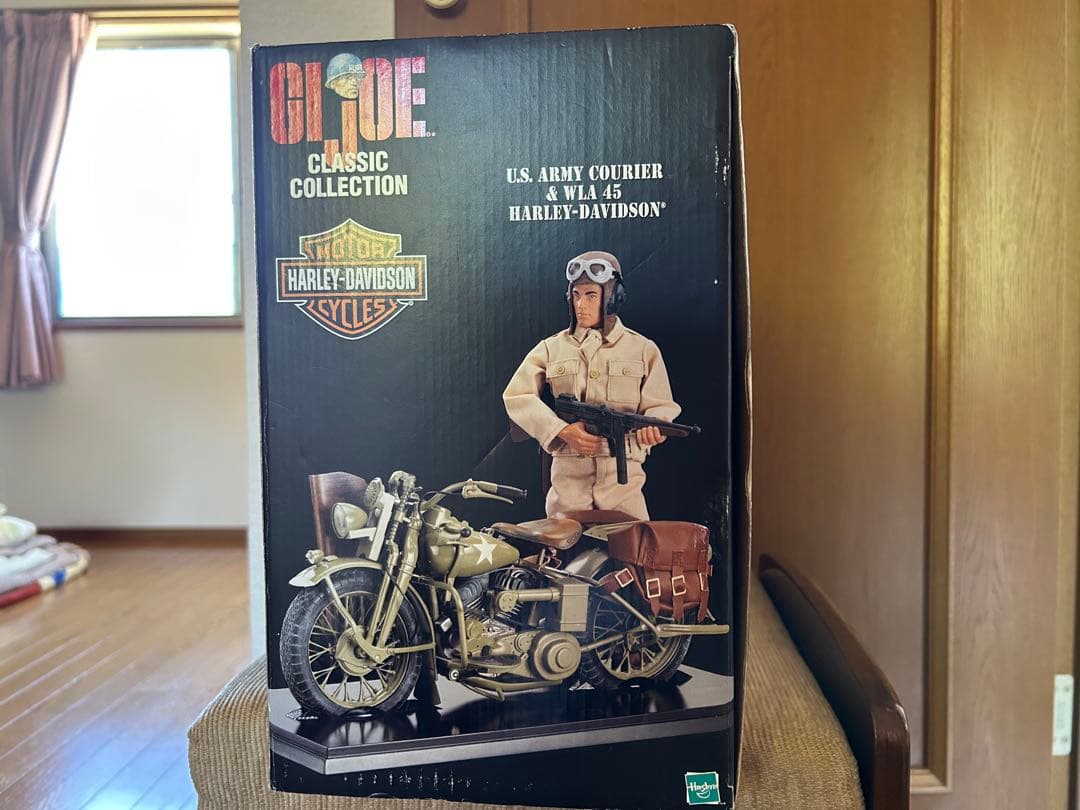 GI JOE
CLASSIC
COLLECTION
U.S. ARMY COURIER
& WLA 45
HARLEY-DAVIDSON®
MOTOR
HARLEY-DAVIDSON
CYCLES
Hasbro